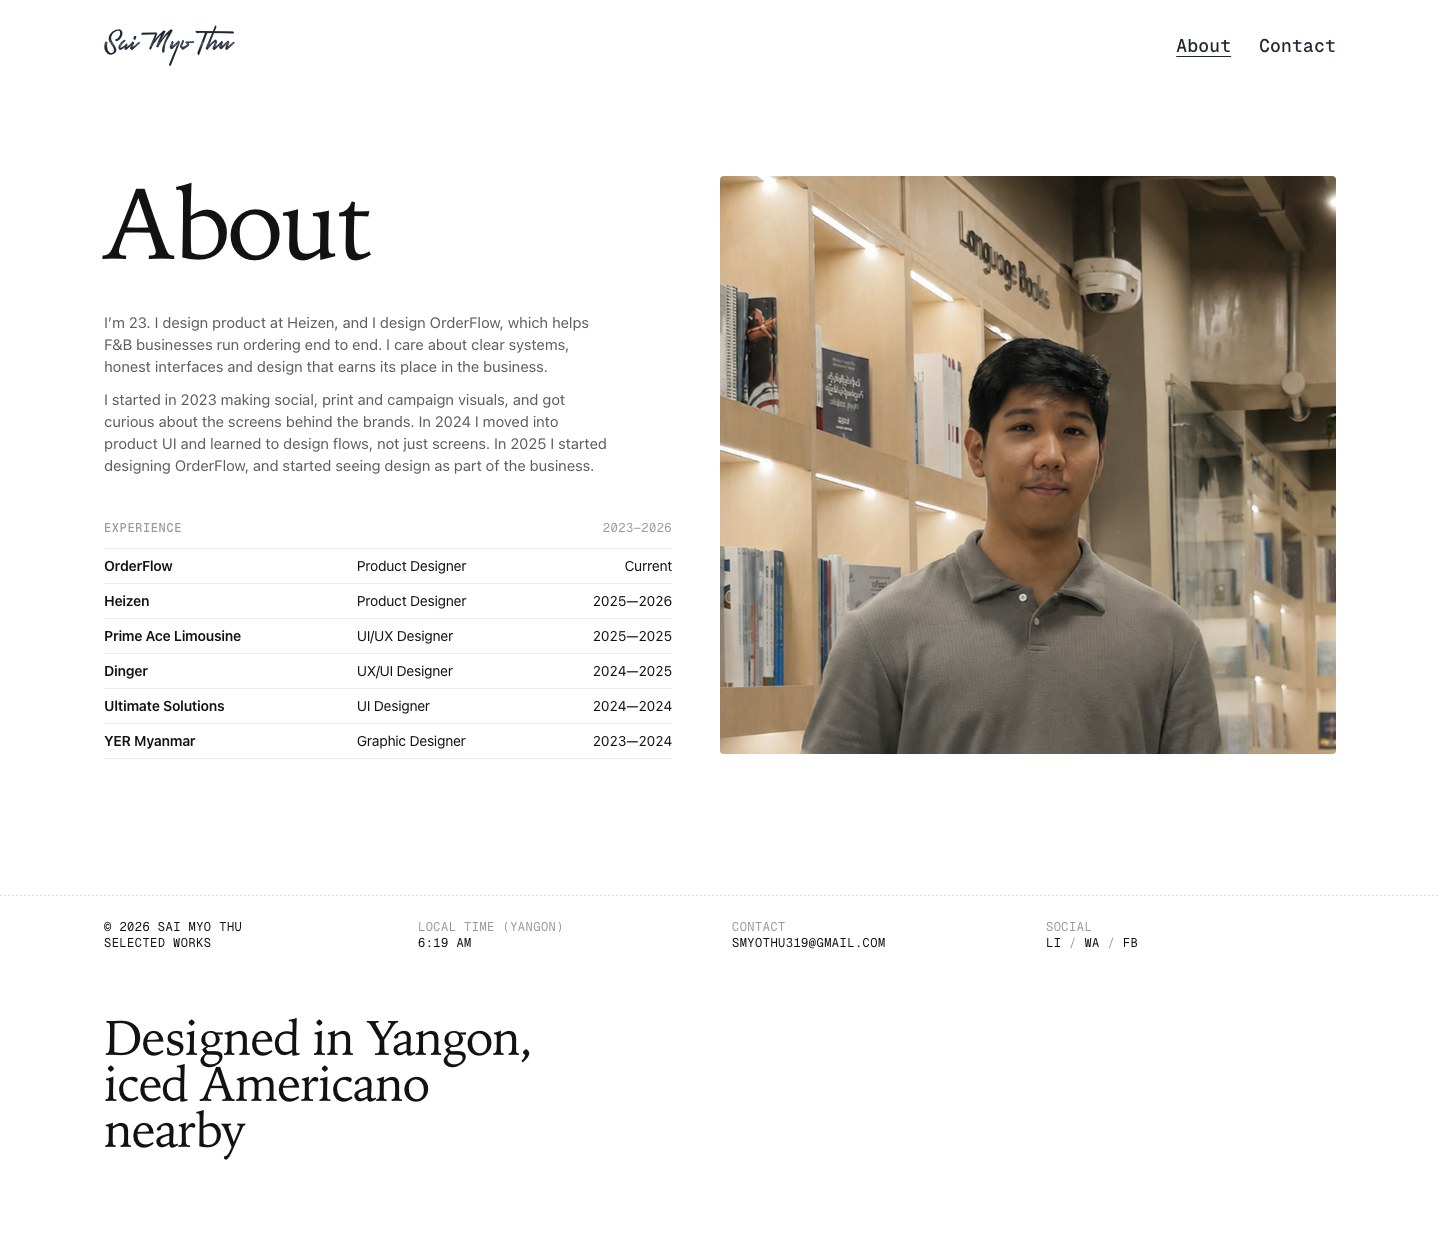 Sai Myo Thu
About
Contact
About
I'm 23. I design product at Heizen, and I design OrderFlow, which helps
F&B businesses run ordering end to end. I care about clear systems,
honest interfaces and design that earns its place in the business.
I started in 2023 making social, print and campaign visuals, and got
curious about the screens behind the brands. In 2024 I moved into
product UI and learned to design flows, not just screens. In 2025 I started
designing OrderFlow, and started seeing design as part of the business.
EXPERIENCE 2023—2026
OrderFlow Product Designer Current
Heizen Product Designer 2025—2026
Prime Ace Limousine UI/UX Designer 2025—2025
Dinger UX/UI Designer 2024—2025
Ultimate Solutions UI Designer 2024—2024
YER Myanmar Graphic Designer 2023—2024
Language Books
© 2026 SAI MYO THU
SELECTED WORKS
LOCAL TIME (YANGON)
6:19 AM
CONTACT
SMYOTHU319@GMAIL.COM
SOCIAL
LI / WA / FB
Designed in Yangon,
iced Americano
nearby